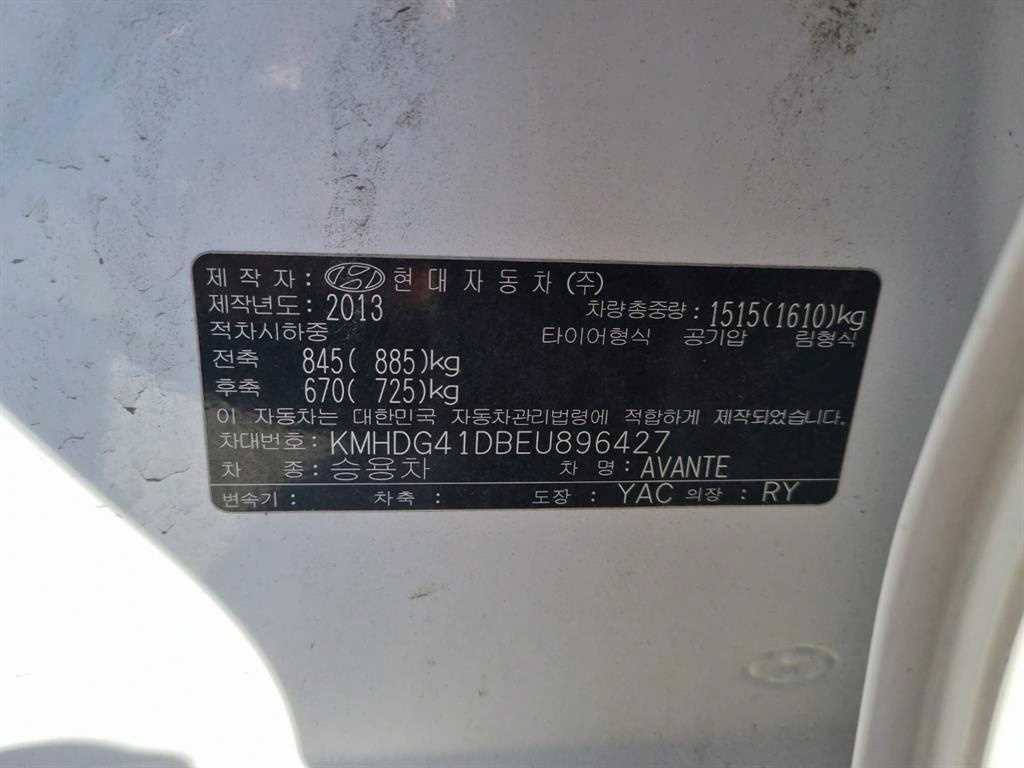 제작자: 현대자동차(주)
제작년도: 2013 차량총중량: 1515(1610)kg
적차시하중 타이어형식 공기압 림형식
전축 845( 885)kg
후축 670( 725)kg
이 자동차는 대한민국 자동차관리법령에 적합하게 제작되었습니다.
차대번호: KMHDG41DBEU896427
차 종: 승용차 차 명: AVANTE
변속기: 차축: 도장: YAC 의장: RY